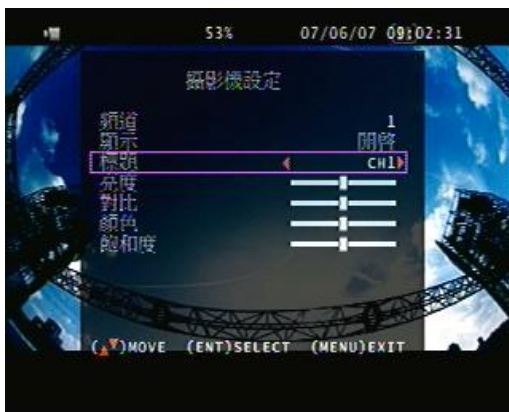 53% 07/06/07 09:02:31
攝影機設定
頻道 1
顯示 開啓
標題 CH1
亮度
對比
顏色
飽和度
(▲▼)MOVE (ENT)SELECT (MENU)EXIT